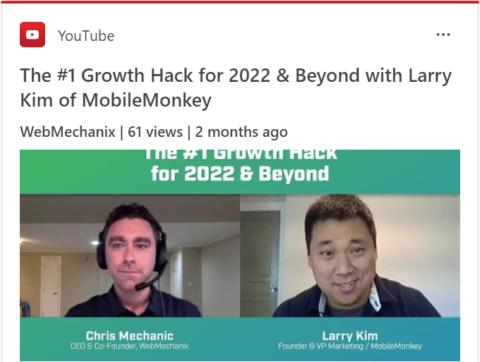 YouTube
The #1 Growth Hack for 2022 & Beyond with Larry
Kim of MobileMonkey
WebMechanix | 61 views | 2 months ago
The #1 Growth Hack
for 2022 & Beyond
Chris Mechanic
CEO & Co-Founder, WebMechanix
Larry Kim
Founder & VP Marketing / MobileMonkey